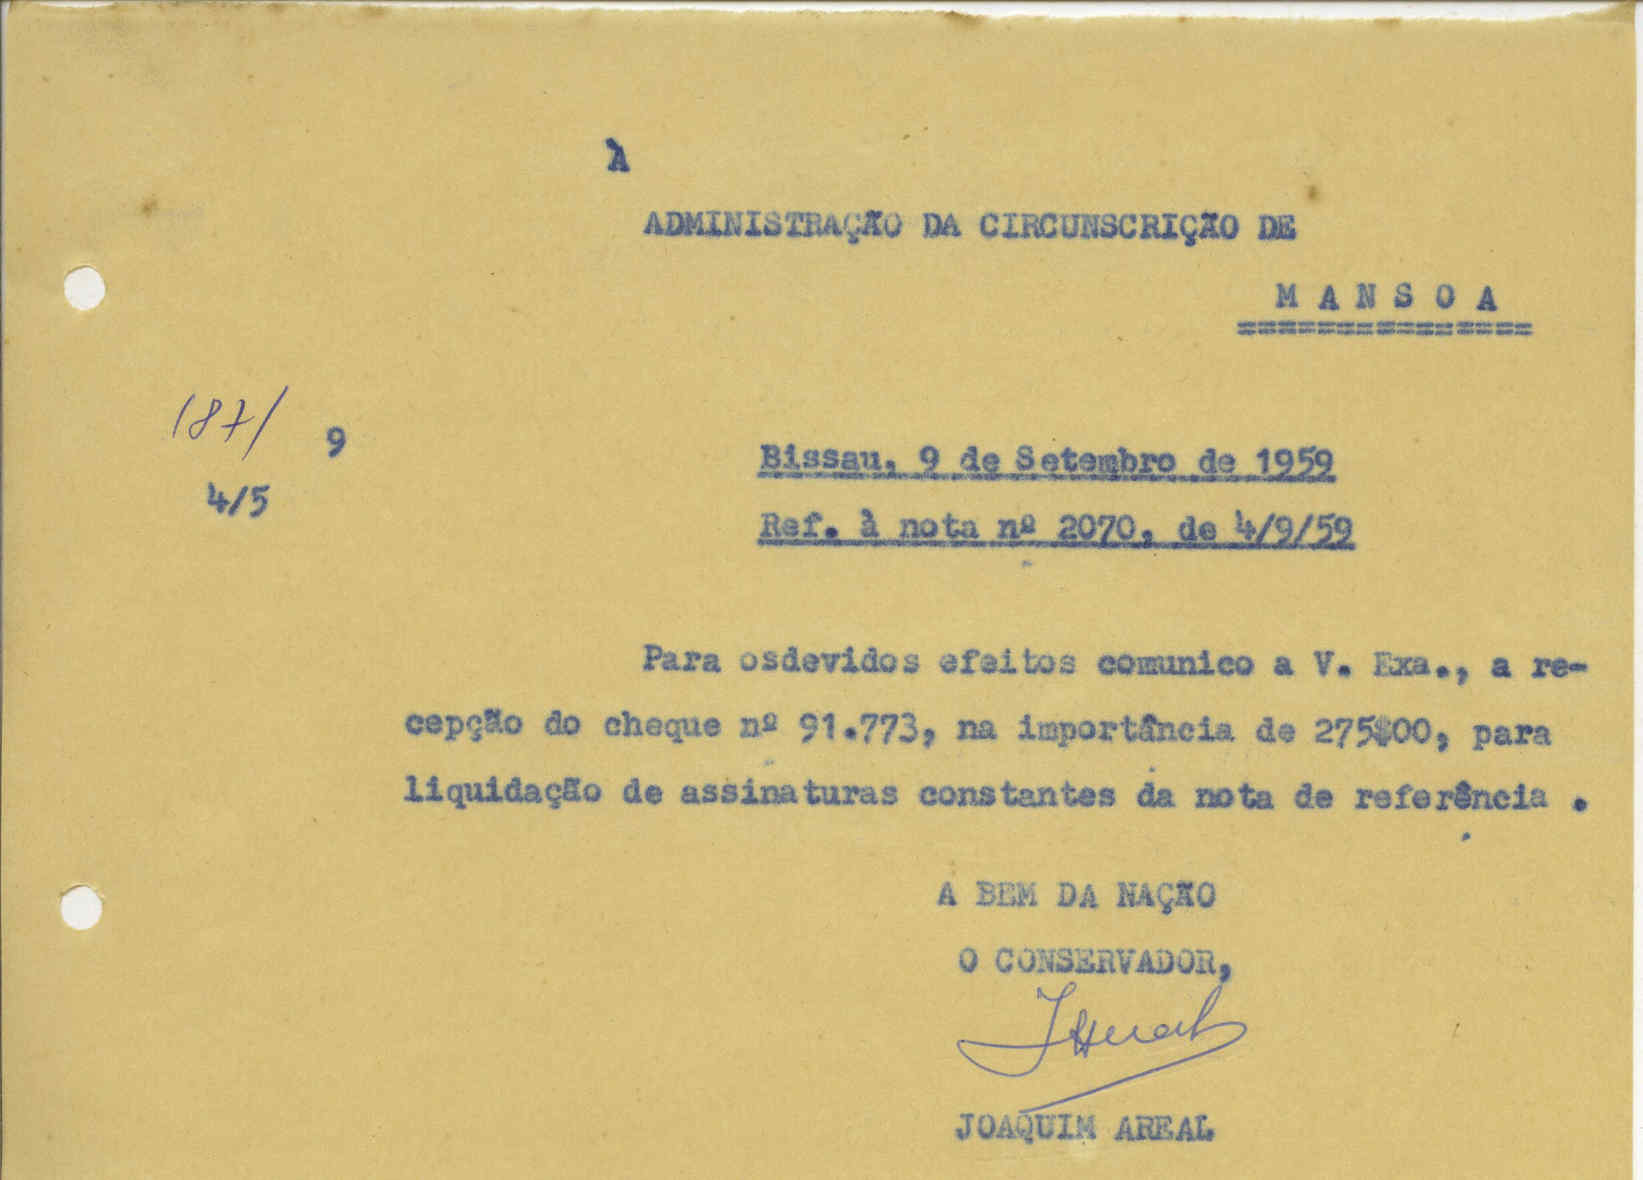 À
ADMINISTRAÇÃO DA CIRCUNSCRIÇÃO DE
M A N S O A
===============
187/ 9
4/5
Bissau, 9 de Setembro de 1959
Ref. à nota nº 2070, de 4/9/59
Para osdevidos efeitos comunico a V. Exa., a re-
cepção do cheque nº 91.773, na importância de 275$00, para
liquidação de assinaturas constantes da nota de referência .
A BEM DA NAÇÃO
O CONSERVADOR,
JOAQUIM AREAL